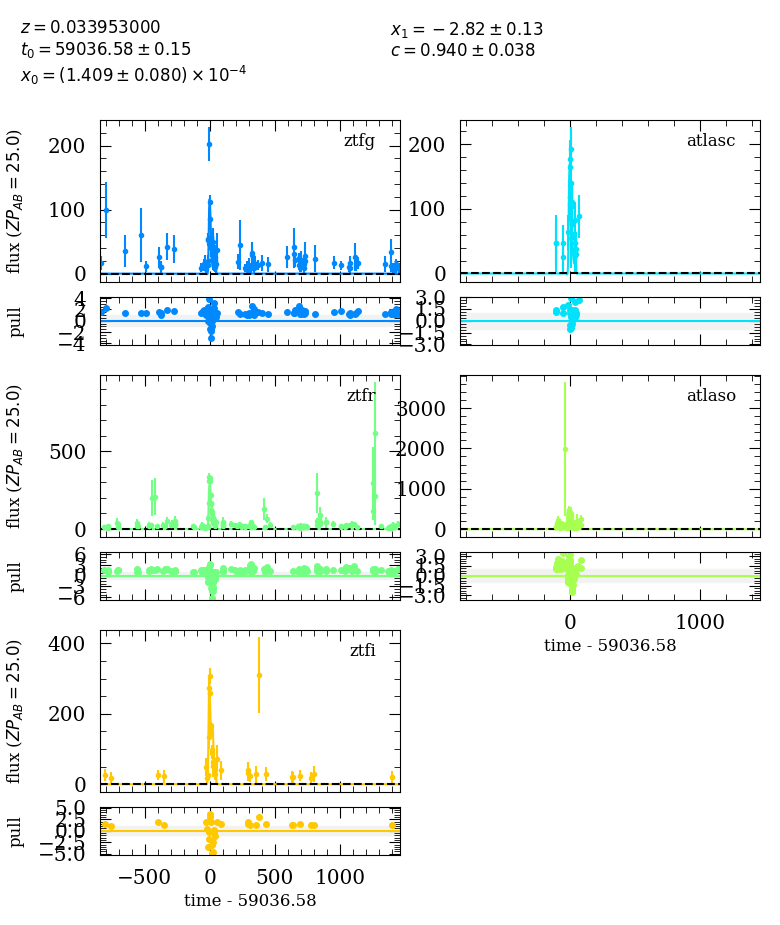 z = 0.033953000
t₀ = 59036.58 ± 0.15
x₀ = (1.409 ± 0.080) × 10⁻⁴
x₁ = −2.82 ± 0.13
c = 0.940 ± 0.038
flux (ZP_AB = 25.0)
200
100
0
ztfg
200
100
0
atlasc
pull
4
2
0
−2
−4
3.0
1.5
0.0
−1.5
−3.0
flux (ZP_AB = 25.0)
500
0
ztfr
3000
2000
1000
0
atlaso
pull
6
3
0
−3
−6
3.0
1.5
0.0
−1.5
−3.0
0
1000
time - 59036.58
flux (ZP_AB = 25.0)
400
200
0
ztfi
pull
5.0
2.5
0.0
−2.5
−5.0
−500
0
500
1000
time - 59036.58